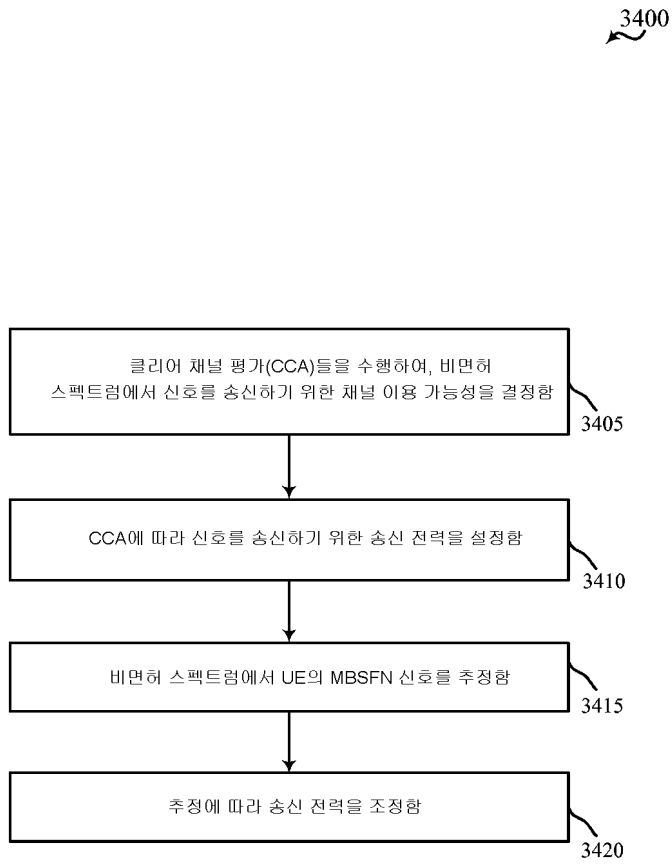 3400
클리어 채널 평가(CCA)들을 수행하여, 비면허
스펙트럼에서 신호를 송신하기 위한 채널 이용 가능성을 결정함
3405
CCA에 따라 신호를 송신하기 위한 송신 전력을 설정함
3410
비면허 스펙트럼에서 UE의 MBSFN 신호를 추정함
3415
추정에 따라 송신 전력을 조정함
3420